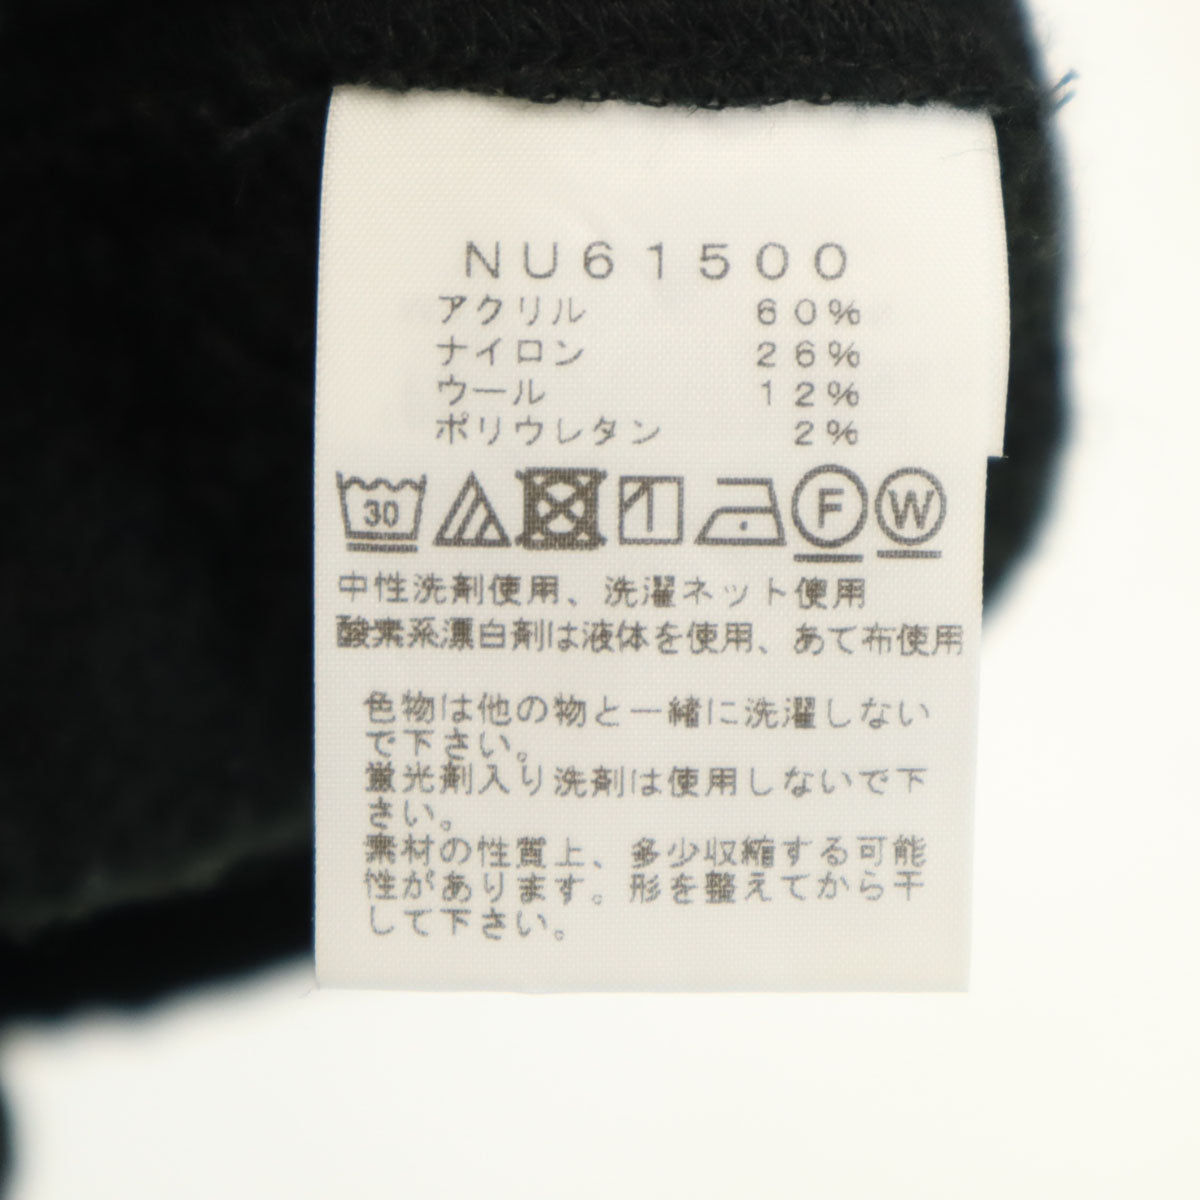 NU61500
アクリル 60%
ナイロン 26%
ウール 12%
ポリウレタン 2%
30 F W
中性洗剤使用、洗濯ネット使用
酸素系漂白剤は液体を使用、あて布使用
色物は他の物と一緒に洗濯しない
で下さい。
蛍光剤入り洗剤は使用しないで下
さい。
素材の性質上、多少収縮する可能
性があります。形を整えてから干
して下さい。